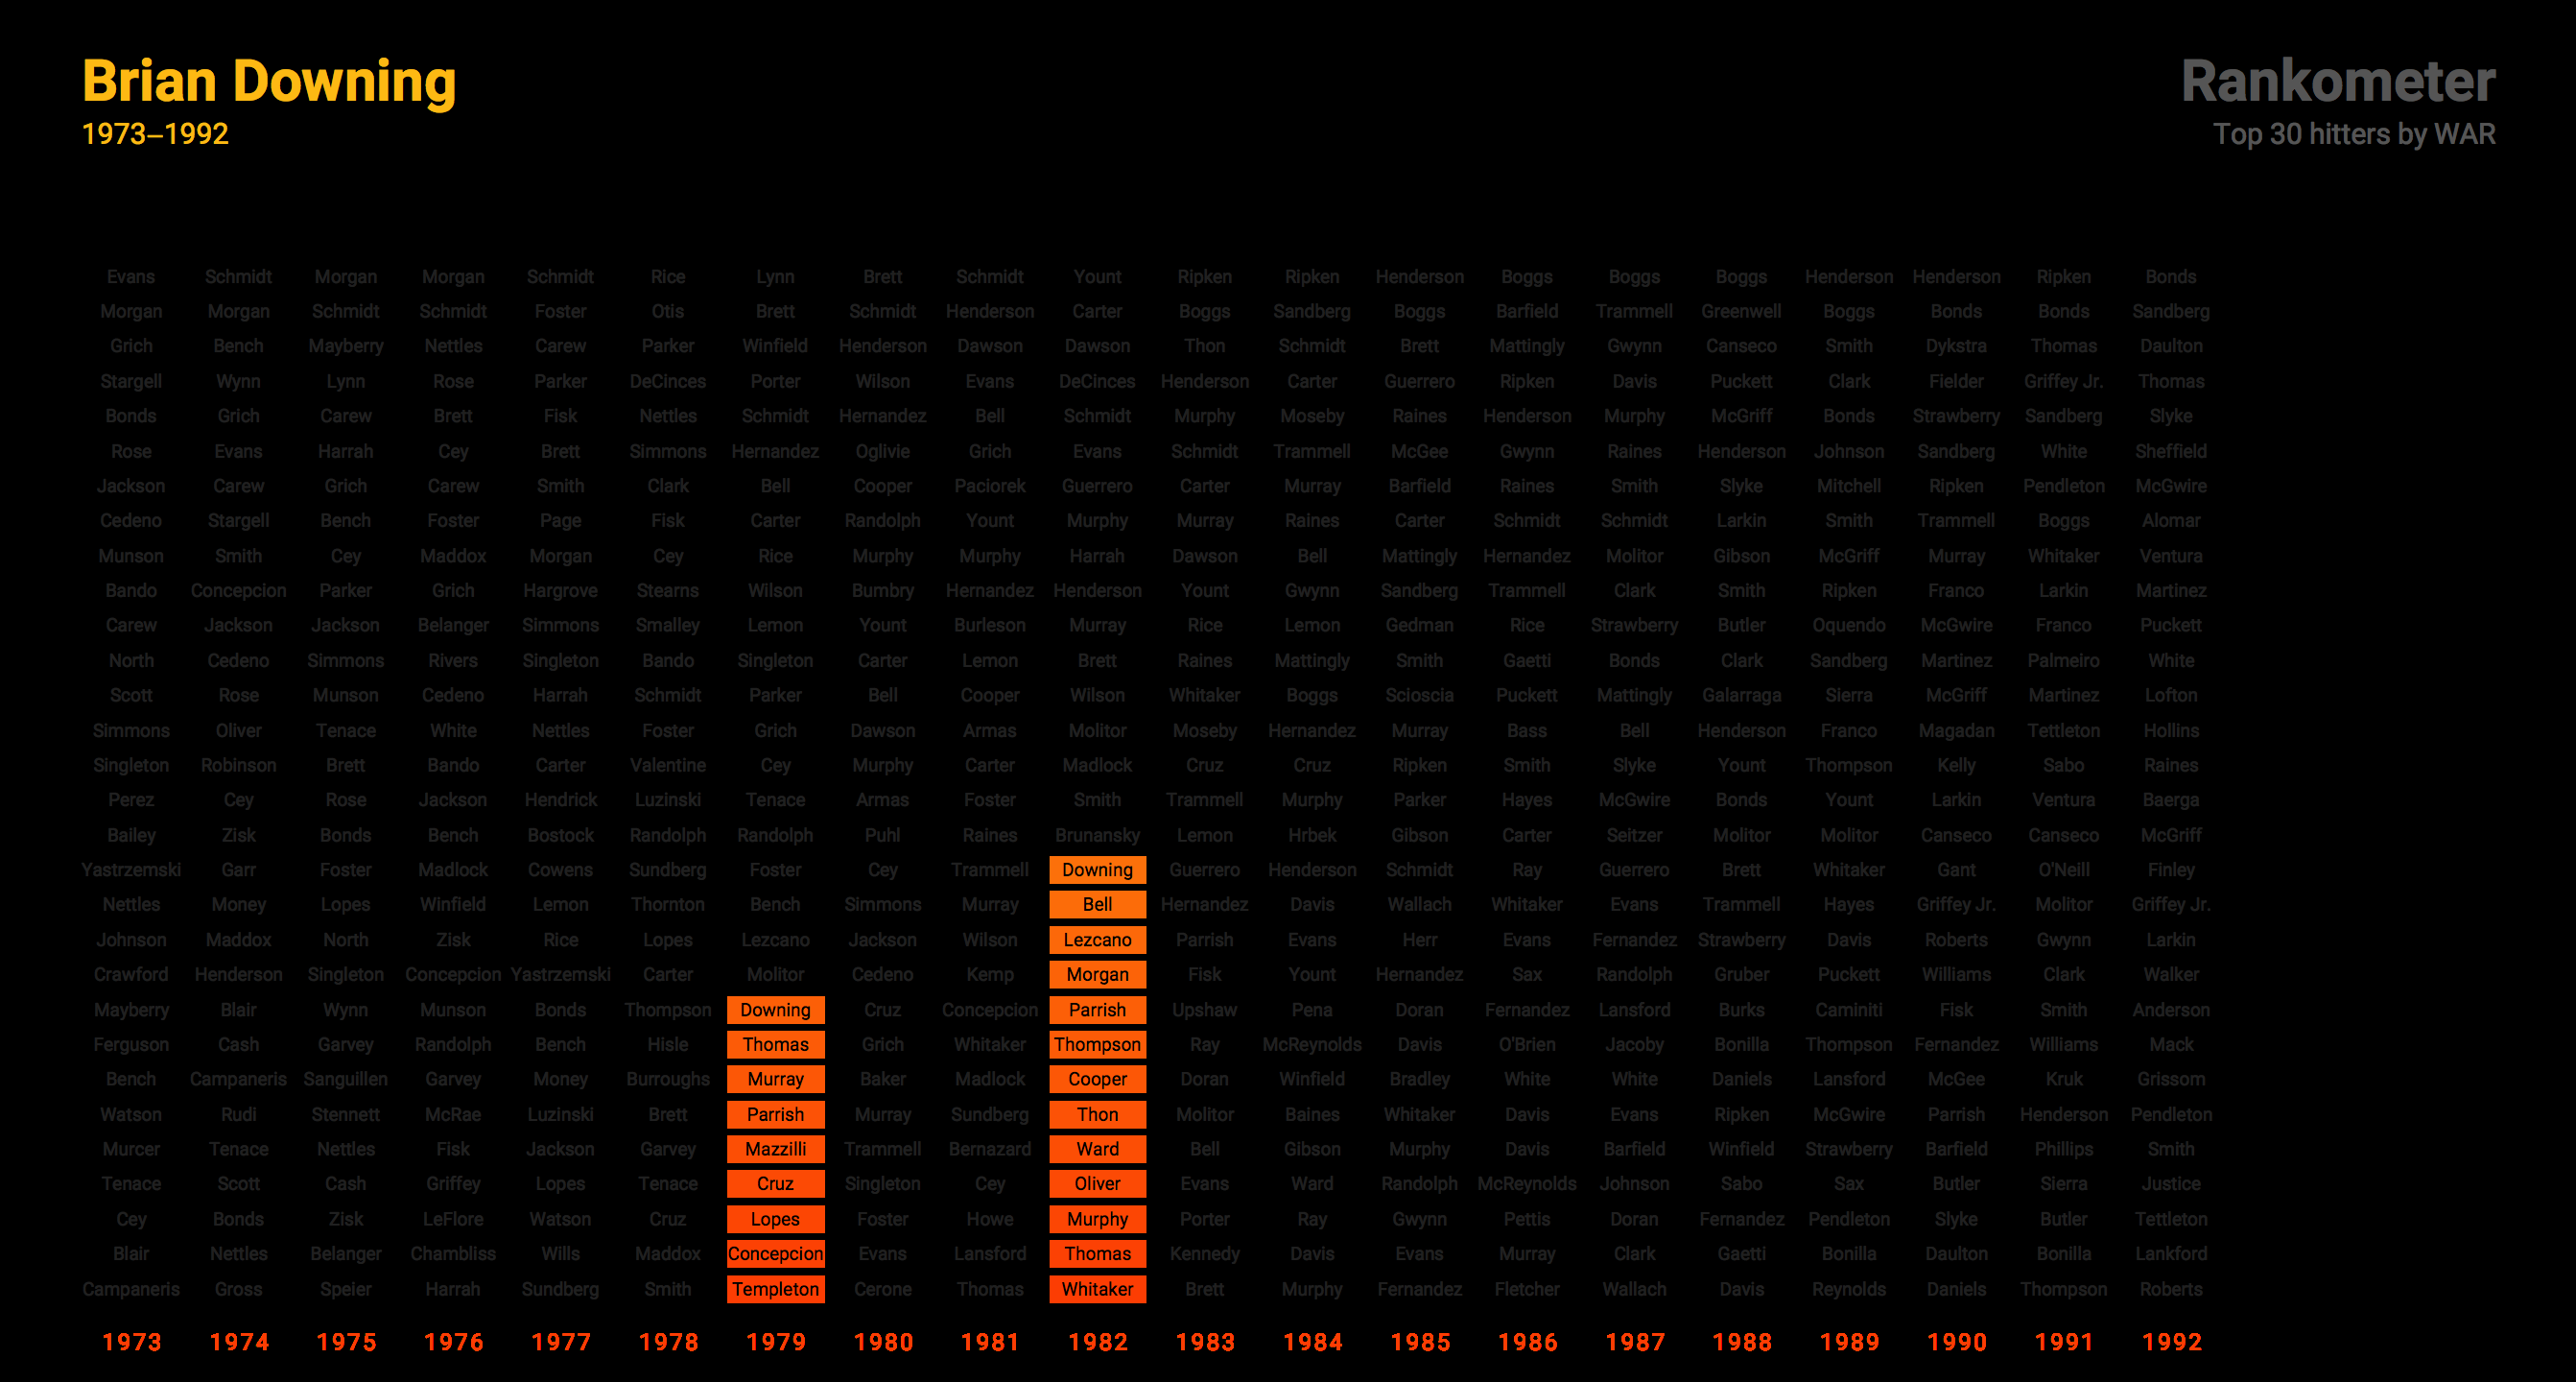 Brian Downing
1973–1992
Rankometer
Top 30 hitters by WAR
Evans Schmidt Morgan Morgan Schmidt Rice Lynn Brett Schmidt Yount Ripken Ripken Henderson Boggs Boggs Boggs Henderson Henderson Ripken Bonds
Morgan Morgan Schmidt Schmidt Foster Otis Brett Schmidt Henderson Carter Boggs Sandberg Boggs Barfield Trammell Greenwell Boggs Bonds Bonds Sandberg
Grich Bench Mayberry Nettles Carew Parker Winfield Henderson Dawson Dawson Thon Schmidt Brett Mattingly Gwynn Canseco Smith Dykstra Thomas Daulton
Stargell Wynn Lynn Rose Parker DeCinces Porter Wilson Evans DeCinces Henderson Carter Guerrero Ripken Davis Puckett Clark Fielder Griffey Jr. Thomas
Bonds Grich Carew Brett Fisk Nettles Schmidt Hernandez Bell Schmidt Murphy Moseby Raines Henderson Murphy McGriff Bonds Strawberry Sandberg Slyke
Rose Evans Harrah Cey Brett Simmons Hernandez Oglivie Grich Evans Schmidt Trammell McGee Gwynn Raines Henderson Johnson Sandberg White Sheffield
Jackson Carew Grich Carew Smith Clark Bell Cooper Paciorek Guerrero Carter Murray Barfield Raines Smith Slyke Mitchell Ripken Pendleton McGwire
Cedeno Stargell Bench Foster Page Fisk Carter Randolph Yount Murphy Murray Raines Carter Schmidt Schmidt Larkin Smith Trammell Boggs Alomar
Munson Smith Cey Maddox Morgan Cey Rice Murphy Murphy Harrah Dawson Bell Mattingly Hernandez Molitor Gibson McGriff Murray Whitaker Ventura
Bando Concepcion Parker Grich Hargrove Stearns Wilson Bumbry Hernandez Henderson Yount Gwynn Sandberg Trammell Clark Smith Ripken Franco Larkin Martinez
Carew Jackson Jackson Belanger Simmons Smalley Lemon Yount Burleson Murray Rice Lemon Gedman Rice Strawberry Butler Oquendo McGwire Franco Puckett
North Cedeno Simmons Rivers Singleton Bando Singleton Carter Lemon Brett Raines Mattingly Smith Gaetti Bonds Clark Sandberg Martinez Palmeiro White
Scott Rose Munson Cedeno Harrah Schmidt Parker Bell Cooper Wilson Whitaker Boggs Scioscia Puckett Mattingly Galarraga Sierra McGriff Martinez Lofton
Simmons Oliver Tenace White Nettles Foster Grich Dawson Armas Molitor Moseby Hernandez Murray Bass Bell Henderson Franco Magadan Tettleton Hollins
Singleton Robinson Brett Bando Carter Valentine Cey Murphy Carter Madlock Cruz Cruz Ripken Smith Slyke Yount Thompson Kelly Sabo Raines
Perez Cey Rose Jackson Hendrick Luzinski Tenace Armas Foster Smith Trammell Murphy Parker Hayes McGwire Bonds Yount Larkin Ventura Baerga
Bailey Zisk Bonds Bench Bostock Randolph Randolph Puhl Raines Brunansky Lemon Hrbek Gibson Carter Seitzer Molitor Molitor Canseco Canseco McGriff
Yastrzemski Garr Foster Madlock Cowens Sundberg Foster Cey Trammell Downing Guerrero Henderson Schmidt Ray Guerrero Brett Whitaker Gant O'Neill Finley
Nettles Money Lopes Winfield Lemon Thornton Bench Simmons Murray Bell Hernandez Davis Wallach Whitaker Evans Trammell Hayes Griffey Jr. Molitor Griffey Jr.
Johnson Maddox North Zisk Rice Lopes Lezcano Jackson Wilson Lezcano Parrish Evans Herr Evans Fernandez Strawberry Davis Roberts Gwynn Larkin
Crawford Henderson Singleton Concepcion Yastrzemski Carter Molitor Cedeno Kemp Morgan Fisk Yount Hernandez Sax Randolph Gruber Puckett Williams Clark Walker
Mayberry Blair Wynn Munson Bonds Thompson Downing Cruz Concepcion Parrish Upshaw Pena Doran Fernandez Lansford Burks Caminiti Fisk Smith Anderson
Ferguson Cash Garvey Randolph Bench Hisle Thomas Grich Whitaker Thompson Ray McReynolds Davis O'Brien Jacoby Bonilla Thompson Fernandez Williams Mack
Bench Campaneris Sanguillen Garvey Money Burroughs Murray Baker Madlock Cooper Doran Winfield Bradley White White Daniels Lansford McGee Kruk Grissom
Watson Rudi Stennett McRae Luzinski Brett Parrish Murray Sundberg Thon Molitor Baines Whitaker Davis Evans Ripken McGwire Parrish Henderson Pendleton
Murcer Tenace Nettles Fisk Jackson Garvey Mazzilli Trammell Bernazard Ward Bell Gibson Murphy Davis Barfield Winfield Strawberry Barfield Phillips Smith
Tenace Scott Cash Griffey Lopes Tenace Cruz Singleton Cey Oliver Evans Ward Randolph McReynolds Johnson Sabo Sax Butler Sierra Justice
Cey Bonds Zisk LeFlore Watson Cruz Lopes Foster Howe Murphy Porter Ray Gwynn Pettis Doran Fernandez Pendleton Slyke Butler Tettleton
Blair Nettles Belanger Chambliss Wills Maddox Concepcion Evans Lansford Thomas Kennedy Davis Evans Murray Clark Gaetti Bonilla Daulton Bonilla Lankford
Campaneris Gross Speier Harrah Sundberg Smith Templeton Cerone Thomas Whitaker Brett Murphy Fernandez Fletcher Wallach Davis Reynolds Daniels Thompson Roberts
1973 1974 1975 1976 1977 1978 1979 1980 1981 1982 1983 1984 1985 1986 1987 1988 1989 1990 1991 1992